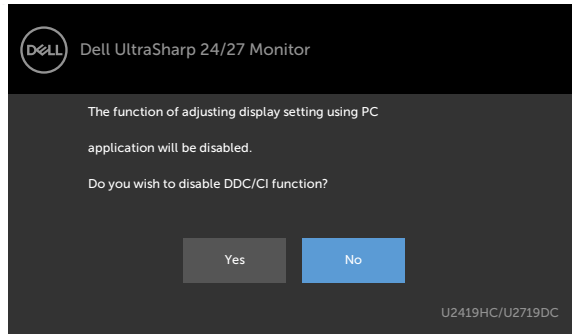 DELL
Dell UltraSharp 24/27 Monitor
The function of adjusting display setting using PC
application will be disabled.
Do you wish to disable DDC/CI function?
Yes
No
U2419HC/U2719DC